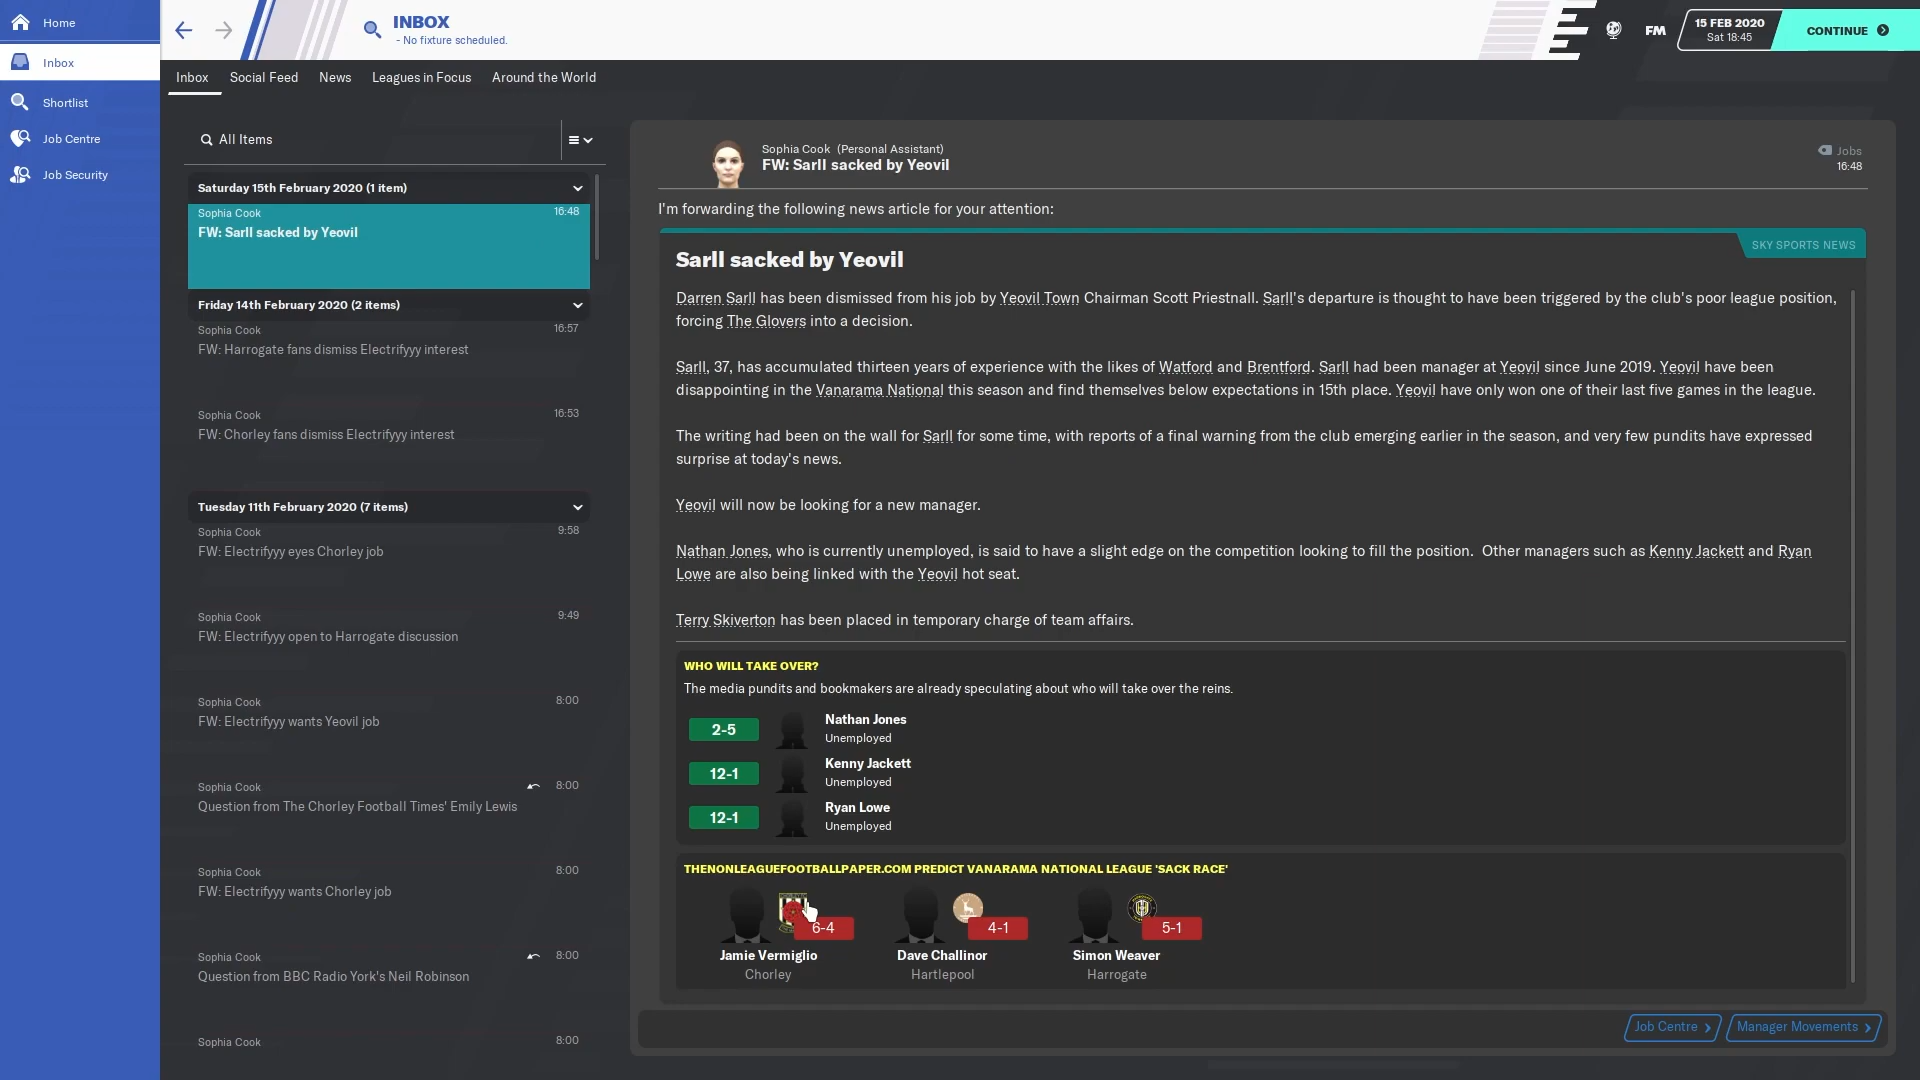 Home
Inbox
Shortlist
Job Centre
Job Security
INBOX
- No fixture scheduled.
FM
15 FEB 2020
Sat 18:45
CONTINUE
Inbox
Social Feed
News
Leagues in Focus
Around the World
All Items
Saturday 15th February 2020 (1 item)
Sophia Cook
16:48
FW: Sarll sacked by Yeovil
Friday 14th February 2020 (2 items)
Sophia Cook
16:57
FW: Harrogate fans dismiss Electrifyyy interest
Sophia Cook
16:53
FW: Chorley fans dismiss Electrifyyy interest
Tuesday 11th February 2020 (7 items)
Sophia Cook
9:58
FW: Electrifyyy eyes Chorley job
Sophia Cook
9:49
FW: Electrifyyy open to Harrogate discussion
Sophia Cook
8:00
FW: Electrifyyy wants Yeovil job
Sophia Cook
8:00
Question from The Chorley Football Times' Emily Lewis
Sophia Cook
8:00
FW: Electrifyyy wants Chorley job
Sophia Cook
8:00
Question from BBC Radio York's Neil Robinson
Sophia Cook
8:00
Sophia Cook (Personal Assistant)
FW: Sarll sacked by Yeovil
Jobs
16:48
I'm forwarding the following news article for your attention:
SKY SPORTS NEWS
Sarll sacked by Yeovil
Darren Sarll has been dismissed from his job by Yeovil Town Chairman Scott Priestnall. Sarll's departure is thought to have been triggered by the club's poor league position,
forcing The Glovers into a decision.
Sarll, 37, has accumulated thirteen years of experience with the likes of Watford and Brentford. Sarll had been manager at Yeovil since June 2019. Yeovil have been
disappointing in the Vanarama National this season and find themselves below expectations in 15th place. Yeovil have only won one of their last five games in the league.
The writing had been on the wall for Sarll for some time, with reports of a final warning from the club emerging earlier in the season, and very few pundits have expressed
surprise at today's news.
Yeovil will now be looking for a new manager.
Nathan Jones, who is currently unemployed, is said to have a slight edge on the competition looking to fill the position. Other managers such as Kenny Jackett and Ryan
Lowe are also being linked with the Yeovil hot seat.
Terry Skiverton has been placed in temporary charge of team affairs.
WHO WILL TAKE OVER?
The media pundits and bookmakers are already speculating about who will take over the reins.
2-5
Nathan Jones
Unemployed
12-1
Kenny Jackett
Unemployed
12-1
Ryan Lowe
Unemployed
THENONLEAGUEFOOTBALLPAPER.COM PREDICT VANARAMA NATIONAL LEAGUE 'SACK RACE'
6-4
Jamie Vermiglio
Chorley
4-1
Dave Challinor
Hartlepool
5-1
Simon Weaver
Harrogate
Job Centre
Manager Movements